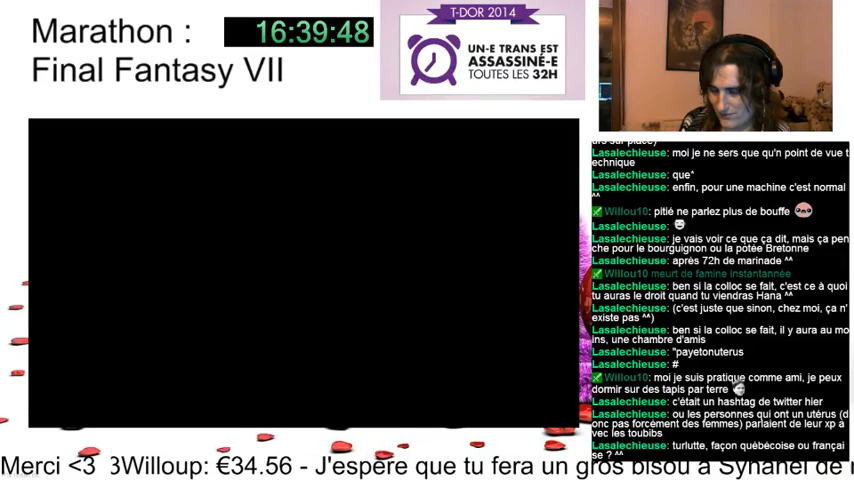 Marathon :
Final Fantasy VII
16:39:48
T-DOR 2014
UN-E TRANS EST
ASSASSINÉ-E
TOUTES LES 32H
urs sur place)
Lasalechieuse: moi je ne sers que qu'n point de vue t
echnique
Lasalechieuse: que*
Lasalechieuse: enfin, pour une machine c'est normal
^^
Willou10: pitié ne parlez plus de bouffe
Lasalechieuse:
Lasalechieuse: je vais voir ce que ça dit, mais ça pen
che pour le bourguignon ou la potée Bretonne
Lasalechieuse: après 72h de marinade ^^
Willou10 meurt de famine instantannée
Lasalechieuse: ben si la colloc se fait, c'est ce à quoi
tu auras le droit quand tu viendras Hana ^^
Lasalechieuse: (c'est juste que sinon, chez moi, ça n'
existe pas ^^)
Lasalechieuse: ben si la colloc se fait, il y aura au mo
ins, une chambre d'amis
Lasalechieuse: "payetonuterus
Lasalechieuse: #
Willou10: moi je suis pratique comme ami, je peux
dormir sur des tapis par terre
Lasalechieuse: c'était un hashtag de twitter hier
Lasalechieuse: ou les personnes qui ont un utérus (d
onc pas forcément des femmes) parlaient de leur xp à
vec les toubibs
Lasalechieuse: turlutte, façon québécoise ou françai
se ? ^^
Merci <3 3Willoup: €34.56 - J'espère que tu fera un gros bisou à Synahel de